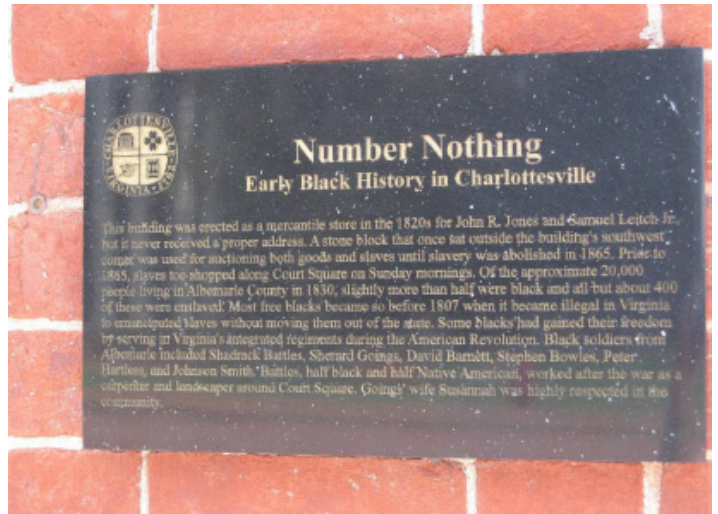 CHARLOTTESVILLE
VIRGINIA 1762
Number Nothing
Early Black History in Charlottesville
This building was erected as a mercantile store in the 1820s for John R. Jones and Samuel Leitch Jr.,
but it never received a proper address. A stone block that once sat outside the building's southwest
corner was used for auctioning both goods and slaves until slavery was abolished in 1865. Prior to
1865, slaves too shopped along Court Square on Sunday mornings. Of the approximate 20,000
people living in Albemarle County in 1830, slightly more than half were black and all but about 400
of these were enslaved. Most free blacks became so before 1807 when it became illegal in Virginia
to emancipated slaves without moving them out of the state. Some blacks had gained their freedom
by serving in Virginia's integrated regiments during the American Revolution. Black soldiers from
Albemarle included Shadrack Battles, Sherard Goings, David Barnett, Stephen Bowles, Peter
Hartless, and Johnson Smith. Battles, half black and half Native American, worked after the war as a
carpenter and landscaper around Court Square. Goings' wife Susannah was highly respected in the
community.